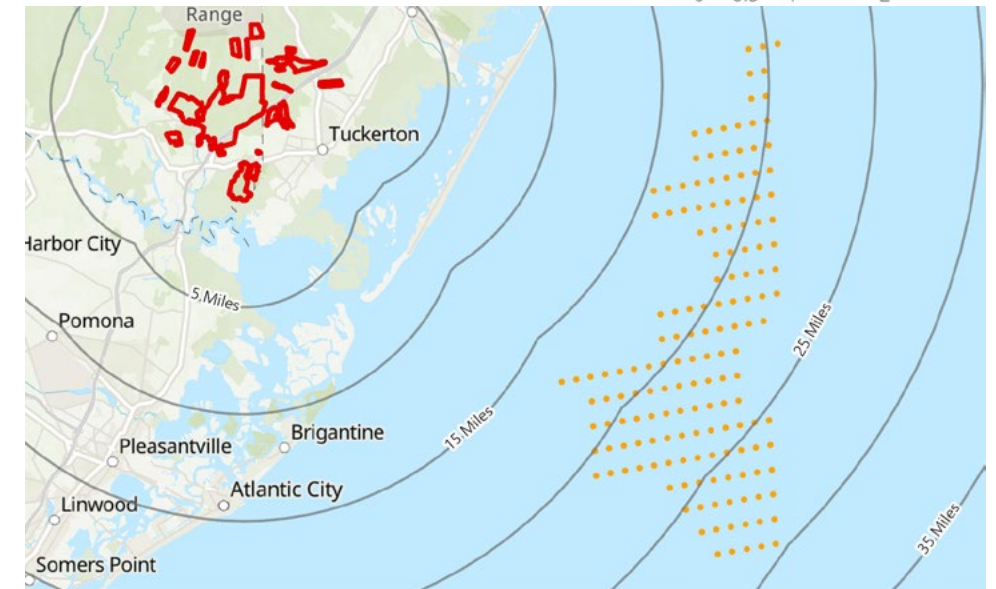 Range
Tuckerton
Harbor City
5 Miles
Pomona
25 Miles
15 Miles
Brigantine
Pleasantville
Atlantic City
Linwood
35 Miles
Somers Point